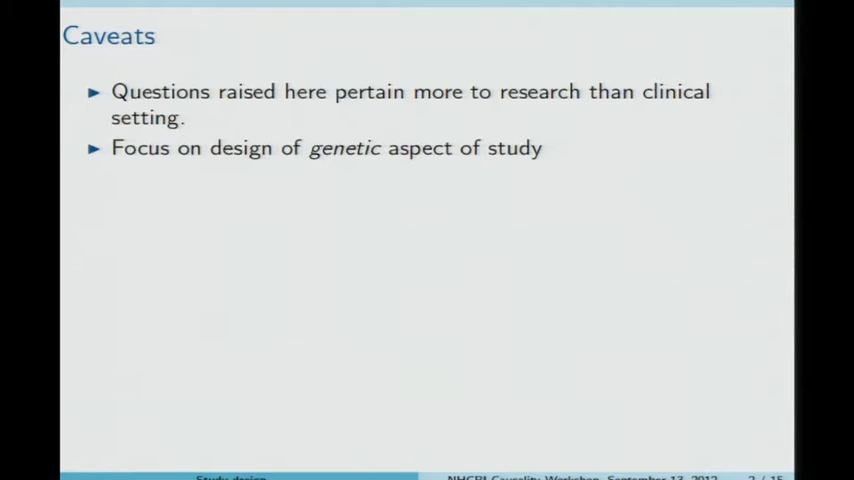 Caveats
Questions raised here pertain more to research than clinical
setting.
Focus on design of genetic aspect of study
Study design
NHGRI Causality Workshop, September 13, 2012
2 / 15